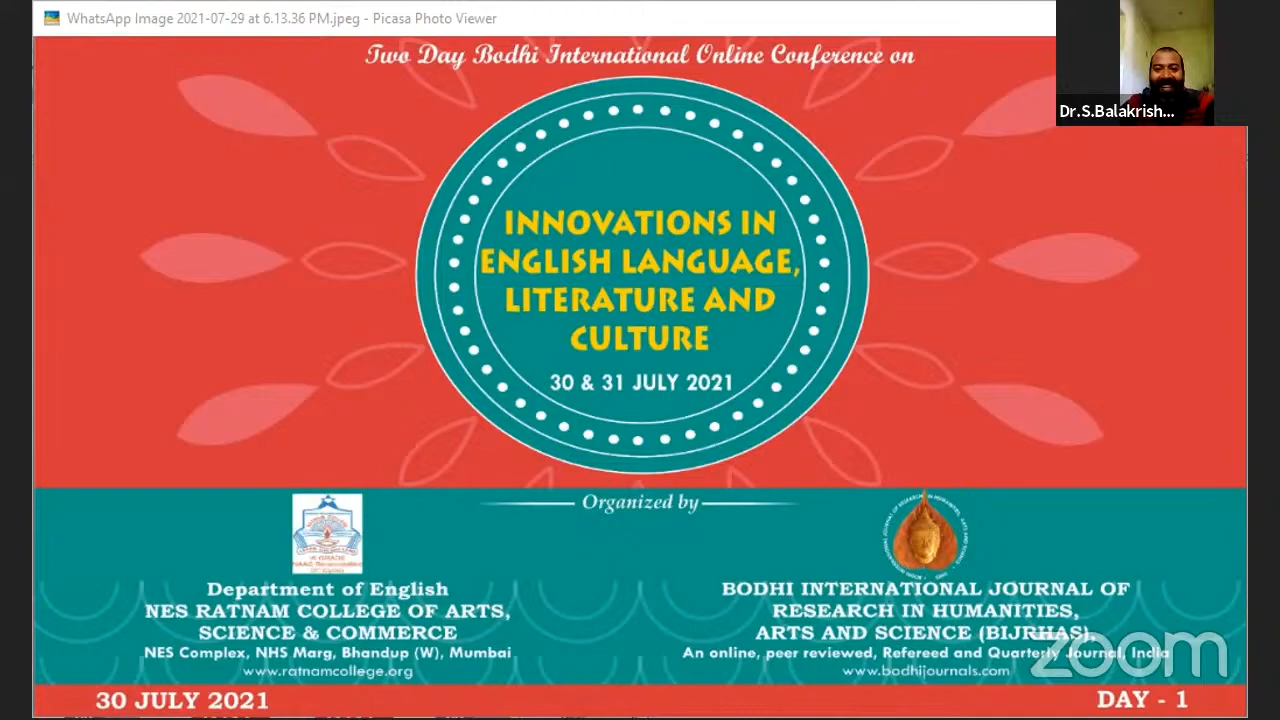 WhatsApp Image 2021-07-29 at 6.13.36 PM.jpeg - Picasa Photo Viewer
Dr.S.Balakrish...
Two Day Bodhi International Online Conference on
INNOVATIONS IN
ENGLISH LANGUAGE,
LITERATURE AND
CULTURE
30 & 31 JULY 2021
Organized by
Department of English
NES RATNAM COLLEGE OF ARTS,
SCIENCE & COMMERCE
NES Complex, NHS Marg, Bhandup (W), Mumbai
www.ratnamcollege.org
BODHI INTERNATIONAL JOURNAL OF
RESEARCH IN HUMANITIES,
ARTS AND SCIENCE (BIJRHAS),
An online, peer reviewed, Refereed and Quarterly Journal, India
www.bodhijournals.com
zoom
30 JULY 2021
DAY - 1